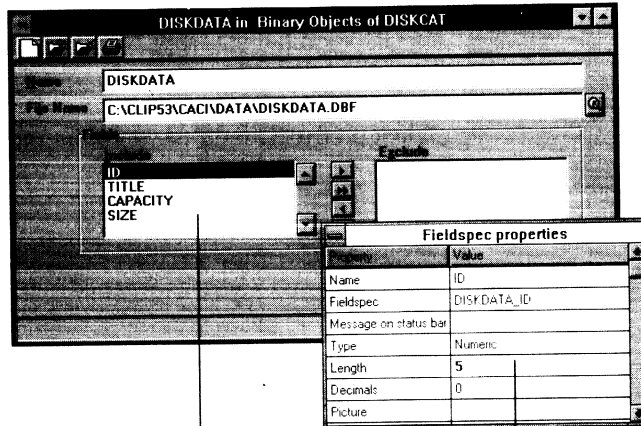 DISKDATA in Binary Objects of DISKCAT
Name DISKDATA
File Name C:\CLIP53\CACI\DATA\DISKDATA.DBF
Fields
Include Exclude
ID
TITLE
CAPACITY
SIZE
Fieldspec properties
Property Value
Name ID
Fieldspec DISKDATA_ID
Message on status bar
Type Numeric
Length 5
Decimals 0
Picture